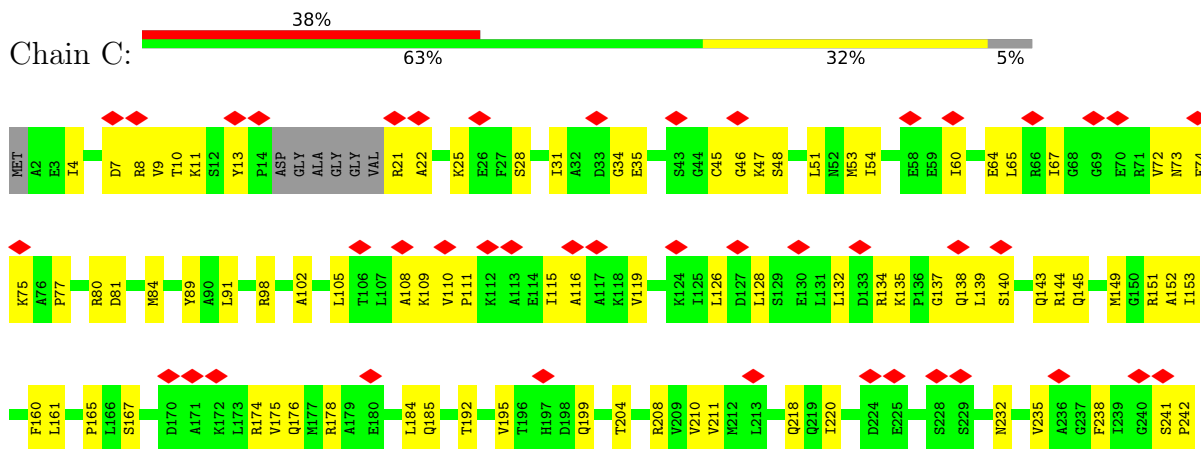 38%
Chain C:
63% 32% 5%
MET A2 E3 I4 D7 R8 V9 T10 K11 S12 Y13 P14 ASP GLY ALA GLY GLY VAL R21 A22 K25 E26 F27 S28 I31 A32 D33 G34 E35 S43 G44 C45 G46 K47 S48 L51 N52 M53 I54 E58 E59 I60 E64 L65 R66 I67 G68 G69 E70 R71 V72 N73
K75 A76 P77 R80 D81 M84 Y89 A90 L91 R98 A102 L105 T106 L107 A108 K109 V110 P111 K112 A113 E114 I115 A116 A117 K118 V119 K124 I125 L126 D127 L128 S129 E130 L131 L132 D133 R134 K135 P136 G137 Q138 L139 S140 Q143 R144 Q145 M149 G150 R151 A152 I153
F160 L161 P165 L166 S167 D170 A171 K172 L173 R174 V175 Q176 M177 R178 A179 E180 L184 Q185 T192 V195 T196 H197 D198 Q199 T204 R208 V209 V210 V211 M212 L213 Q218 Q219 I220 D224 E225 S228 S229 N232 V235 A236 G237 F238 I239 G240 S241 P242